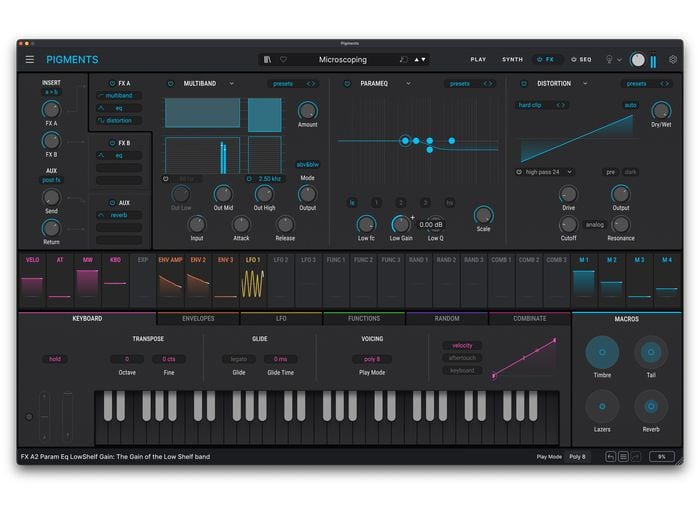 Pigments
PIGMENTS
Microscoping
PLAY
SYNTH
FX
SEQ
INSERT
a > b
FX A
FX B
AUX
post fx
Send
Return
FX A
multiband
eq
distortion
FX B
eq
AUX
reverb
MULTIBAND
presets
Amount
abv&blw
Mode
2.50 khz
Out Low
Out Mid
Out High
Output
Input
Attack
Release
PARAMEQ
presets
ls
1
2
3
hs
Low fc
Low Gain
0.00 dB
Low Q
Scale
DISTORTION
presets
hard clip
auto
Dry/Wet
high pass 24
pre
dark
Drive
Output
Cutoff
analog
Resonance
VELO
AT
MW
KBD
EXP
ENV AMP
ENV 2
ENV 3
LFO 1
LFO 2
LFO 3
FUNC 1
FUNC 2
FUNC 3
RAND 1
RAND 2
RAND 3
COMB 1
COMB 2
COMB 3
M 1
M 2
M 3
M 4
KEYBOARD
ENVELOPES
LFO
FUNCTIONS
RANDOM
COMBINATE
MACROS
hold
TRANSPOSE
0
0 cts
Octave
Fine
GLIDE
legato
0 ms
Glide
Glide Time
VOICING
poly 8
Play Mode
velocity
aftertouch
keyboard
Timbre
Tail
Lazers
Reverb
FX A2 Param Eq LowShelf Gain: The Gain of the Low Shelf band
Play Mode
Poly 8
9%